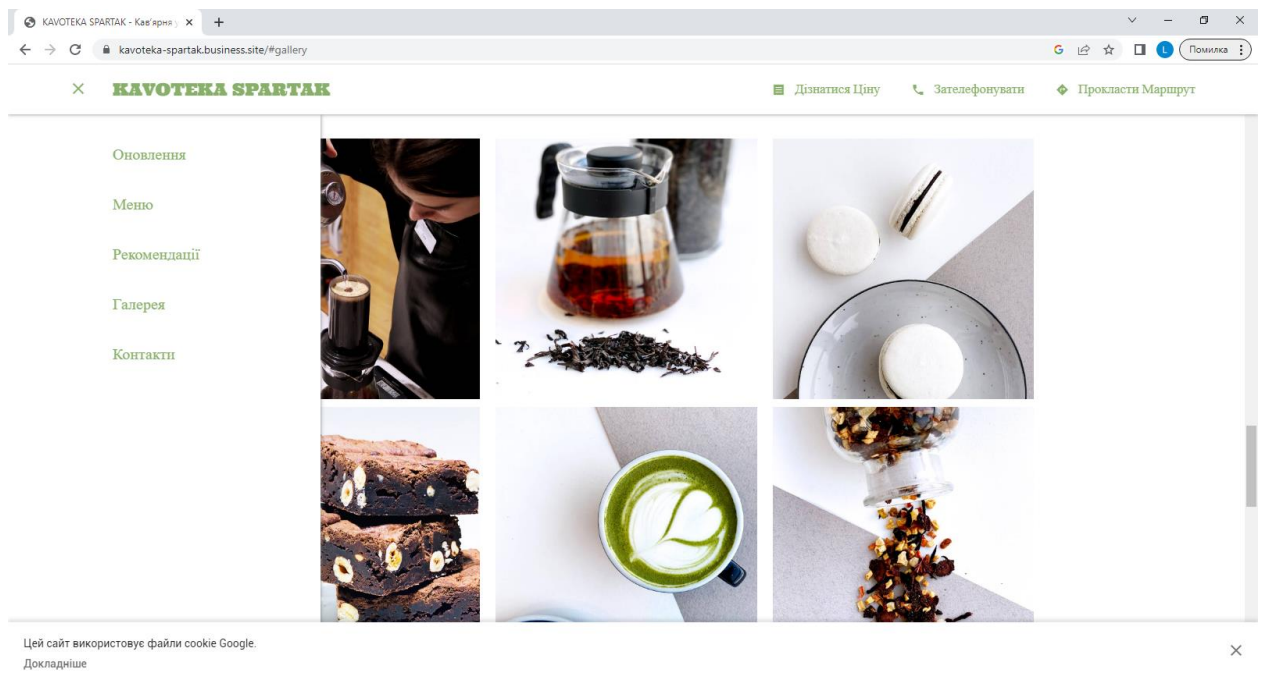 KAVOTEKA SPARTAK - Кав'ярня у
kavoteka-spartak.business.site/#gallery
L
Помилка
KAVOTEKA SPARTAK
Дізнатися Ціну
Зателефонувати
Прокласти Маршрут
Оновлення
Меню
Рекомендації
Галерея
Контакти
Цей сайт використовує файли cookie Google.
Докладніше